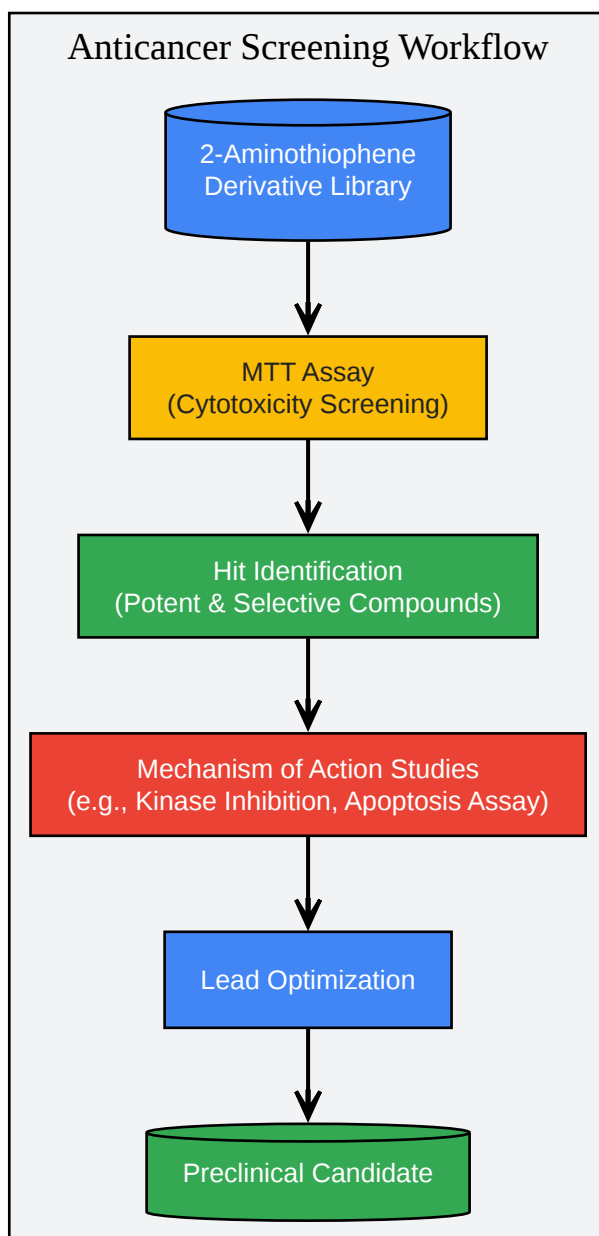 Anticancer Screening Workflow
2-Aminothiophene
Derivative Library
MTT Assay
(Cytotoxicity Screening)
Hit Identification
(Potent & Selective Compounds)
Mechanism of Action Studies
(e.g., Kinase Inhibition, Apoptosis Assay)
Lead Optimization
Preclinical Candidate